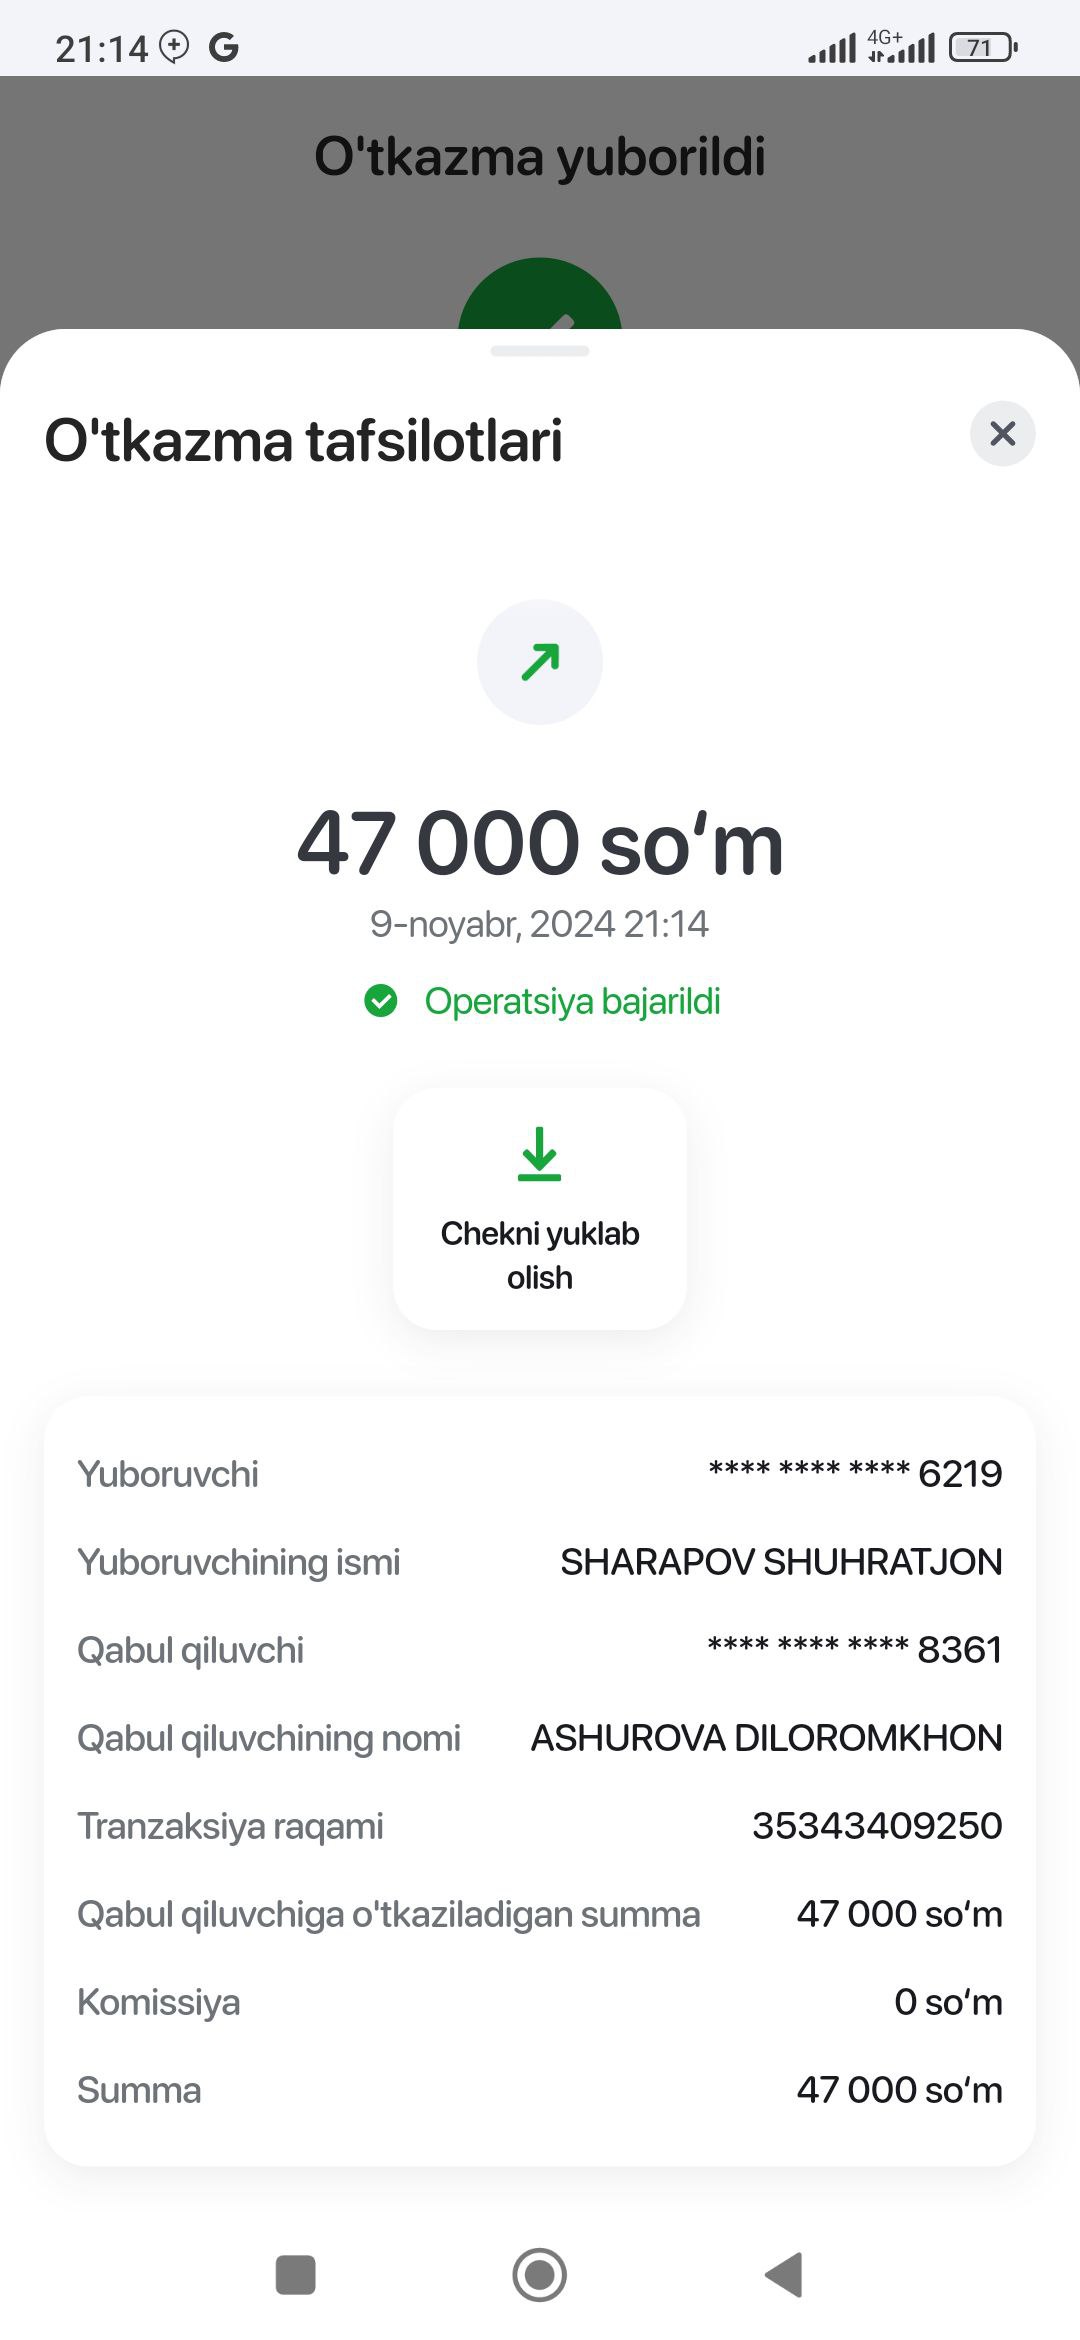 21:14
4G+
71
O'tkazma yuborildi
O'tkazma tafsilotlari
47 000 so‘m
9-noyabr, 2024 21:14
Operatsiya bajarildi
Chekni yuklab
olish
Yuboruvchi **** **** **** 6219
Yuboruvchining ismi SHARAPOV SHUHRATJON
Qabul qiluvchi **** **** **** 8361
Qabul qiluvchining nomi ASHUROVA DILOROMKHON
Tranzaksiya raqami 35343409250
Qabul qiluvchiga o'tkaziladigan summa 47 000 so‘m
Komissiya 0 so‘m
Summa 47 000 so‘m